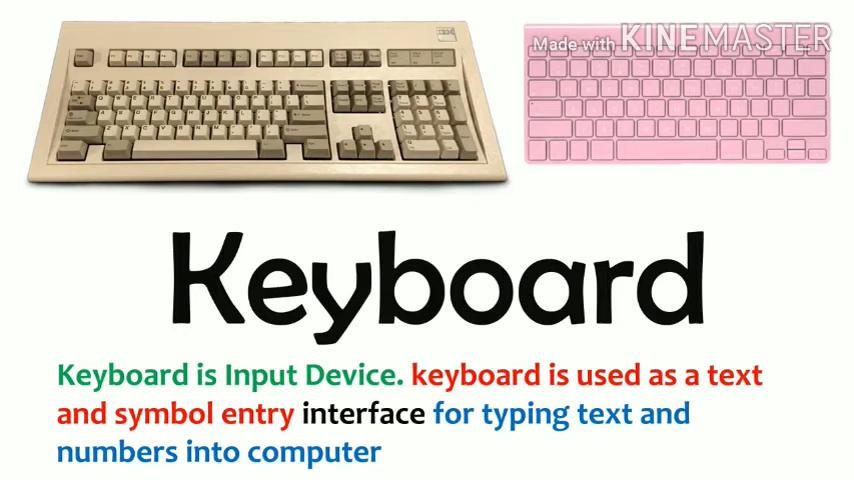 IBM
Made with KINEMASTER
Keyboard
Keyboard is Input Device. keyboard is used as a text
and symbol entry interface for typing text and
numbers into computer